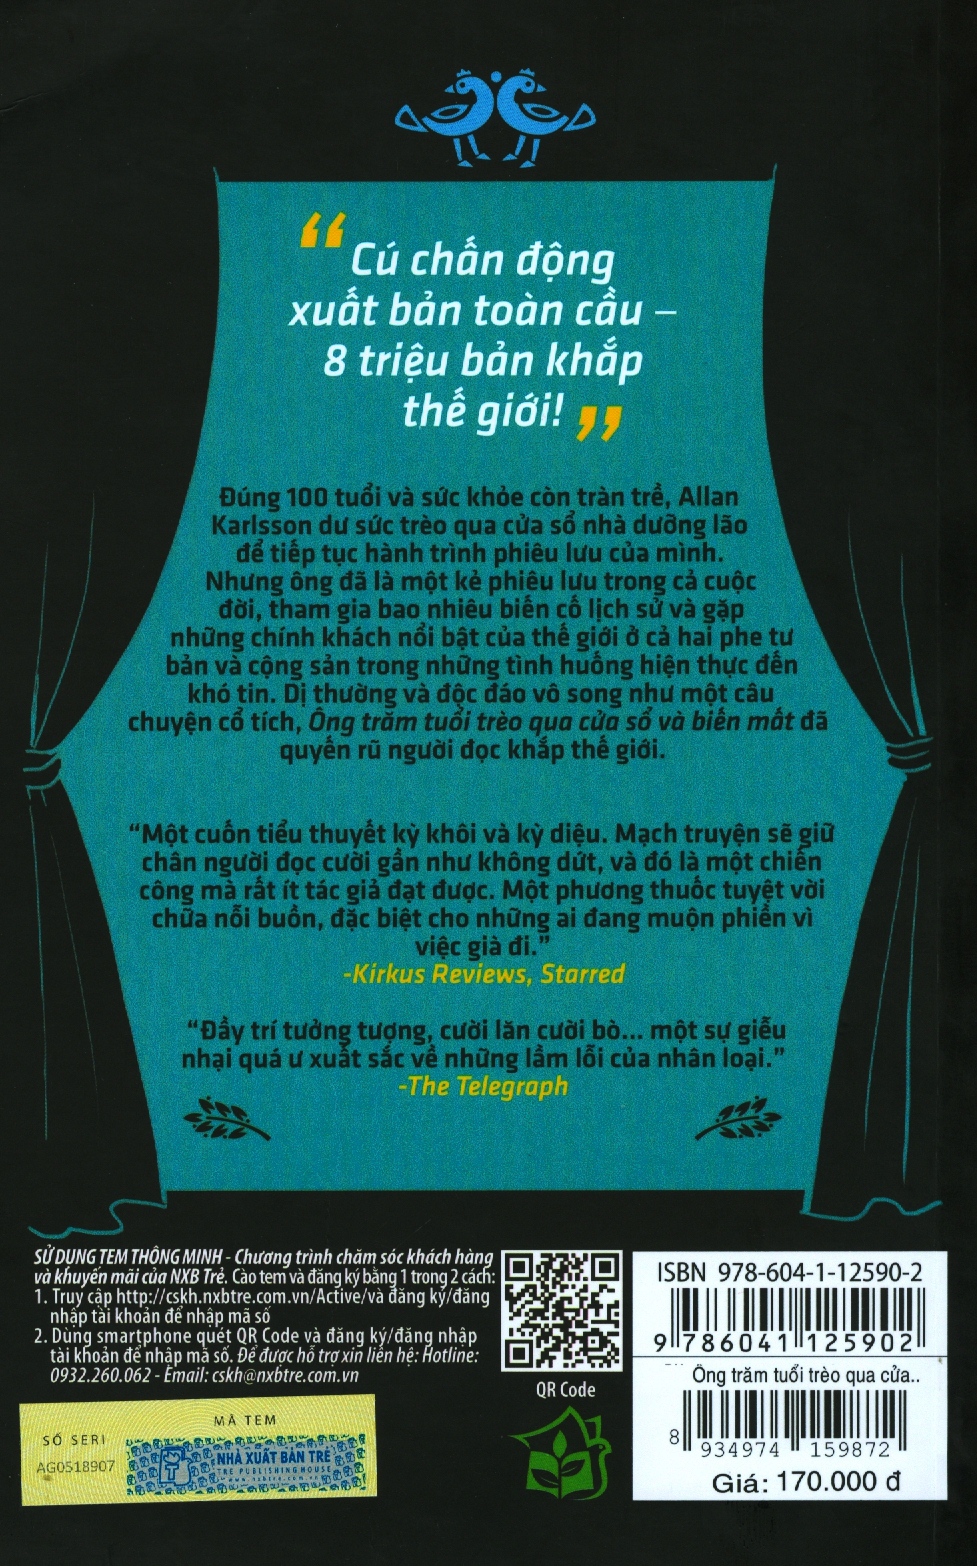 “Cú chấn động
xuất bản toàn cầu –
8 triệu bản khắp
thế giới!”
Đúng 100 tuổi và sức khỏe còn tràn trề, Allan
Karlsson dư sức trèo qua cửa sổ nhà dưỡng lão
để tiếp tục hành trình phiêu lưu của mình.
Nhưng ông đã là một kẻ phiêu lưu trong cả cuộc
đời, tham gia bao nhiêu biến cố lịch sử và gặp
những chính khách nổi bật của thế giới ở cả hai phe tư
bản và cộng sản trong những tình huống hiện thực đến
khó tin. Dị thường và độc đáo vô song như một câu
chuyện cổ tích, Ông trăm tuổi trèo qua cửa sổ và biến mất đã
quyến rũ người đọc khắp thế giới.
“Một cuốn tiểu thuyết kỳ khôi và kỳ diệu. Mạch truyện sẽ giữ
chân người đọc cười gần như không dứt, và đó là một chiến
công mà rất ít tác giả đạt được. Một phương thuốc tuyệt vời
chữa nỗi buồn, đặc biệt cho những ai đang muộn phiền vì
việc già đi.”
-Kirkus Reviews, Starred
“Đầy trí tưởng tượng, cười lăn cười bò... một sự giễu
nhại quá ư xuất sắc về những lầm lỗi của nhân loại.”
-The Telegraph
SỬ DỤNG TEM THÔNG MINH - Chương trình chăm sóc khách hàng
và khuyến mãi của NXB Trẻ. Cào tem và đăng ký bằng 1 trong 2 cách:
1. Truy cập http://cskh.nxbtre.com.vn/Active/và đăng ký/đăng
nhập tài khoản để nhập mã số
2. Dùng smartphone quét QR Code và đăng ký/đăng nhập
tài khoản để nhập mã số. Để được hỗ trợ xin liên hệ: Hotline:
0932.260.062 - Email: cskh@nxbtre.com.vn
QR Code
ISBN 978-604-1-12590-2
9 786041 125902
Ông trăm tuổi trèo qua cửa..
8 934974 159872
Giá: 170.000 đ
MÃ TEM
SỐ SERI
AG0518907
NHÀ XUẤT BẢN TRẺ
TRE PUBLISHING HOUSE
www.nxbtre.com.vn